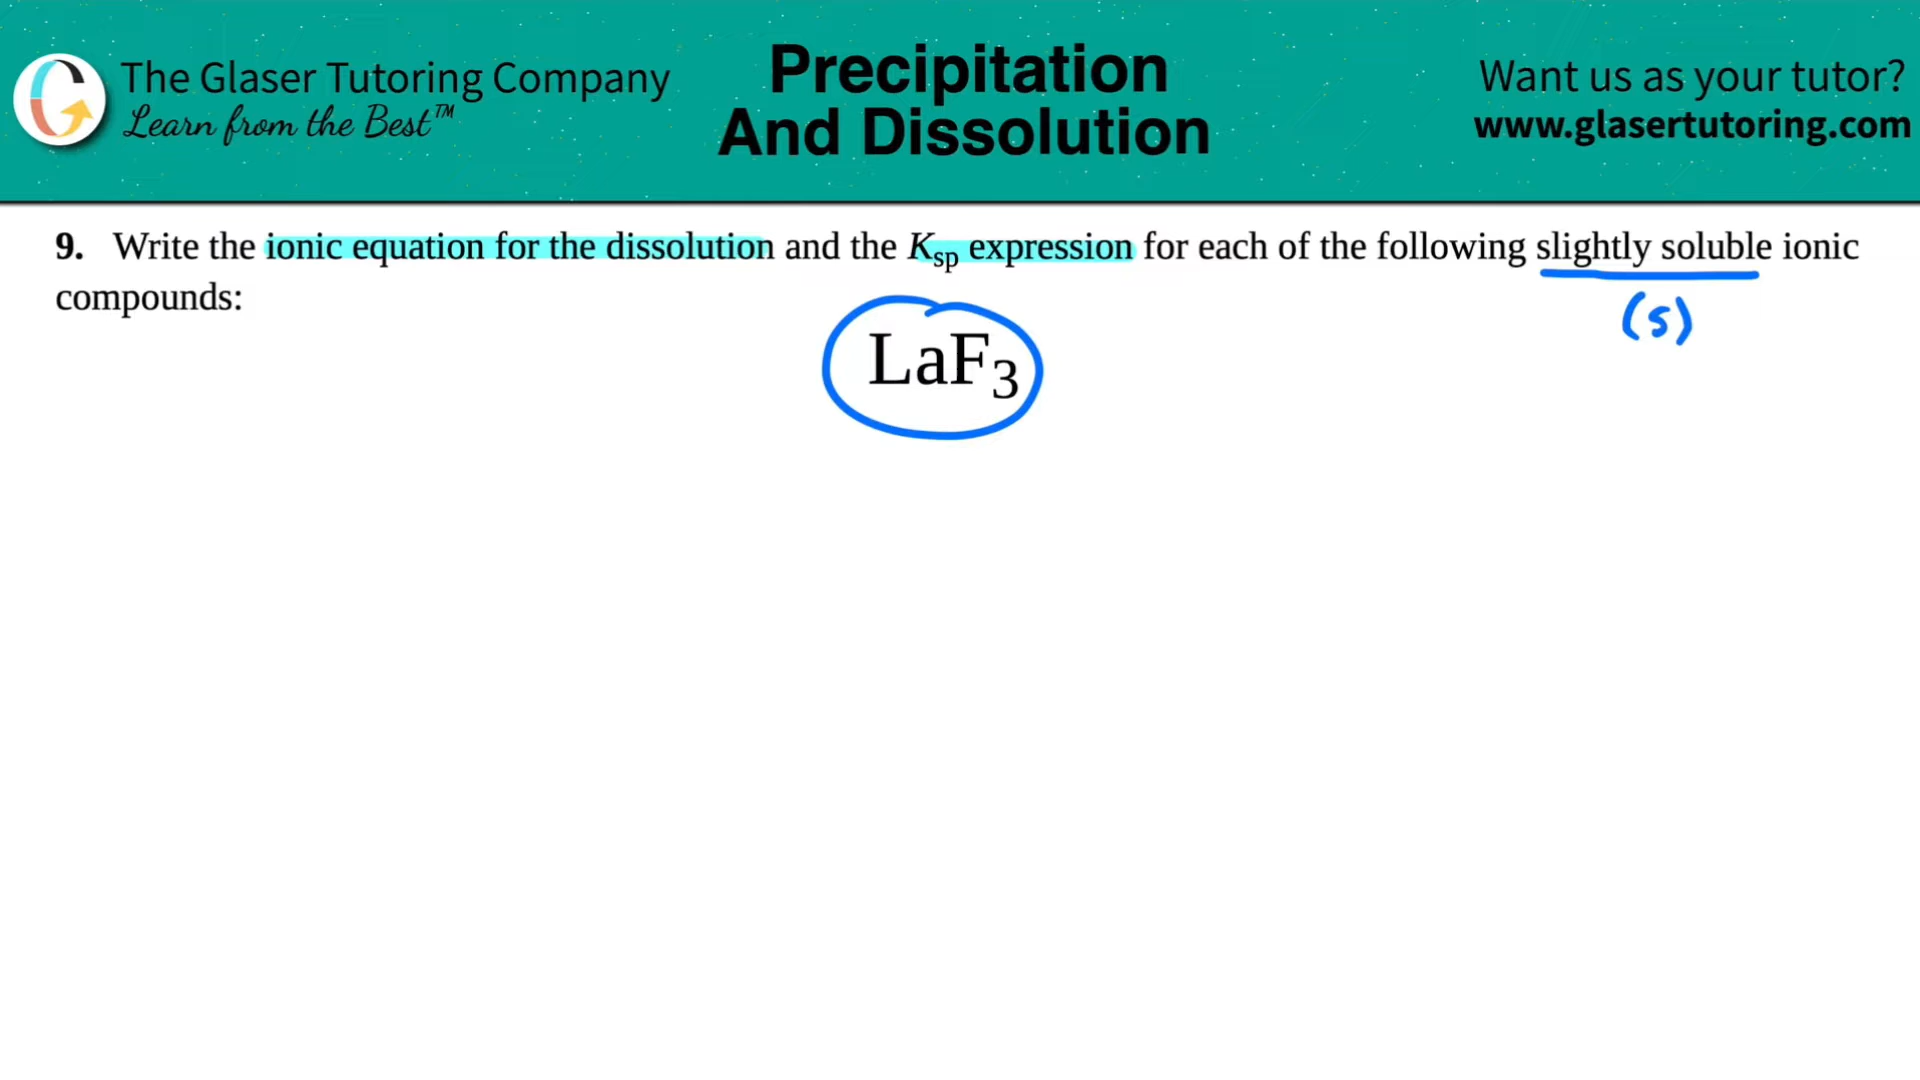 The Glaser Tutoring Company
Learn from the Best™
Precipitation
And Dissolution
Want us as your tutor?
www.glasertutoring.com
9. Write the ionic equation for the dissolution and the Ksp expression for each of the following slightly soluble ionic
compounds:
(s)
LaF₃